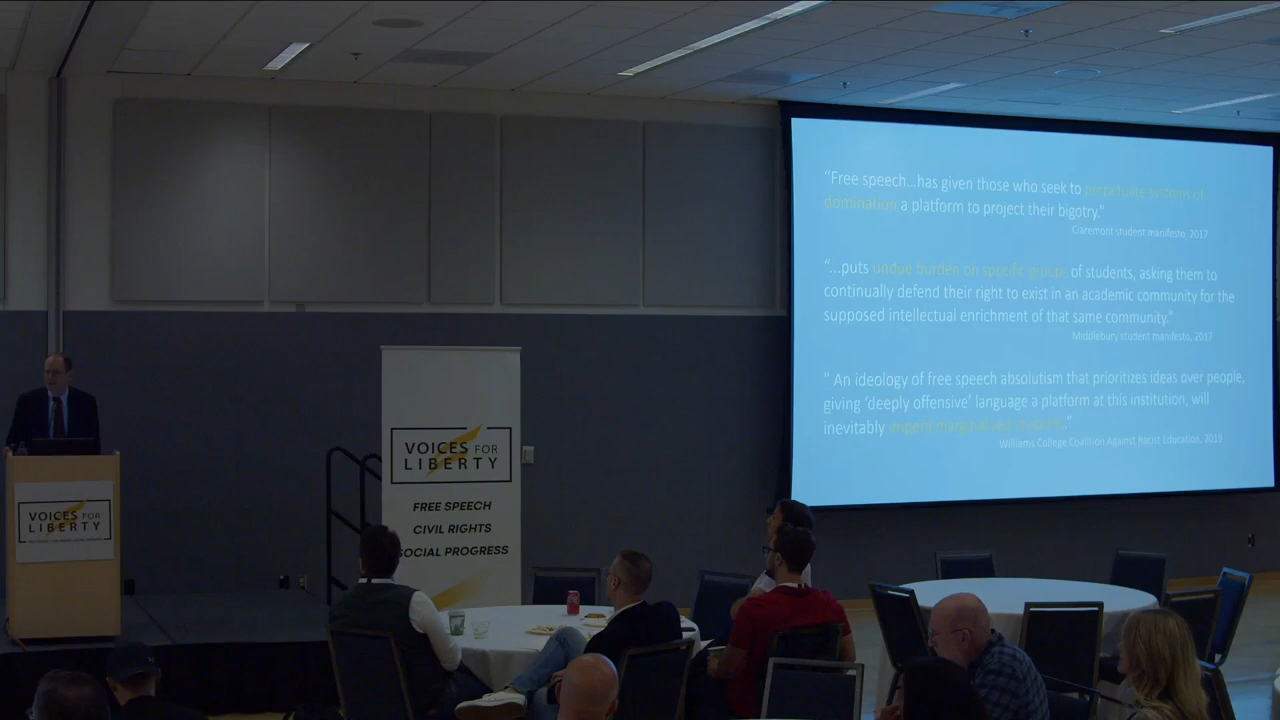 “Free speech...has given those who seek to perpetuate systems of
domination a platform to project their bigotry.”
Claremont student manifesto, 2017
“...puts undue burden on specific groups of students, asking them to
continually defend their right to exist in an academic community for the
supposed intellectual enrichment of that same community.”
Middlebury student manifesto, 2017
“ An ideology of free speech absolutism that prioritizes ideas over people,
giving ‘deeply offensive’ language a platform at this institution, will
inevitably imperil marginalized students.”
Williams College Coalition Against Racist Education, 2019
VOICES FOR
LIBERTY
FREE SPEECH
CIVIL RIGHTS
SOCIAL PROGRESS
VOICES FOR
LIBERTY